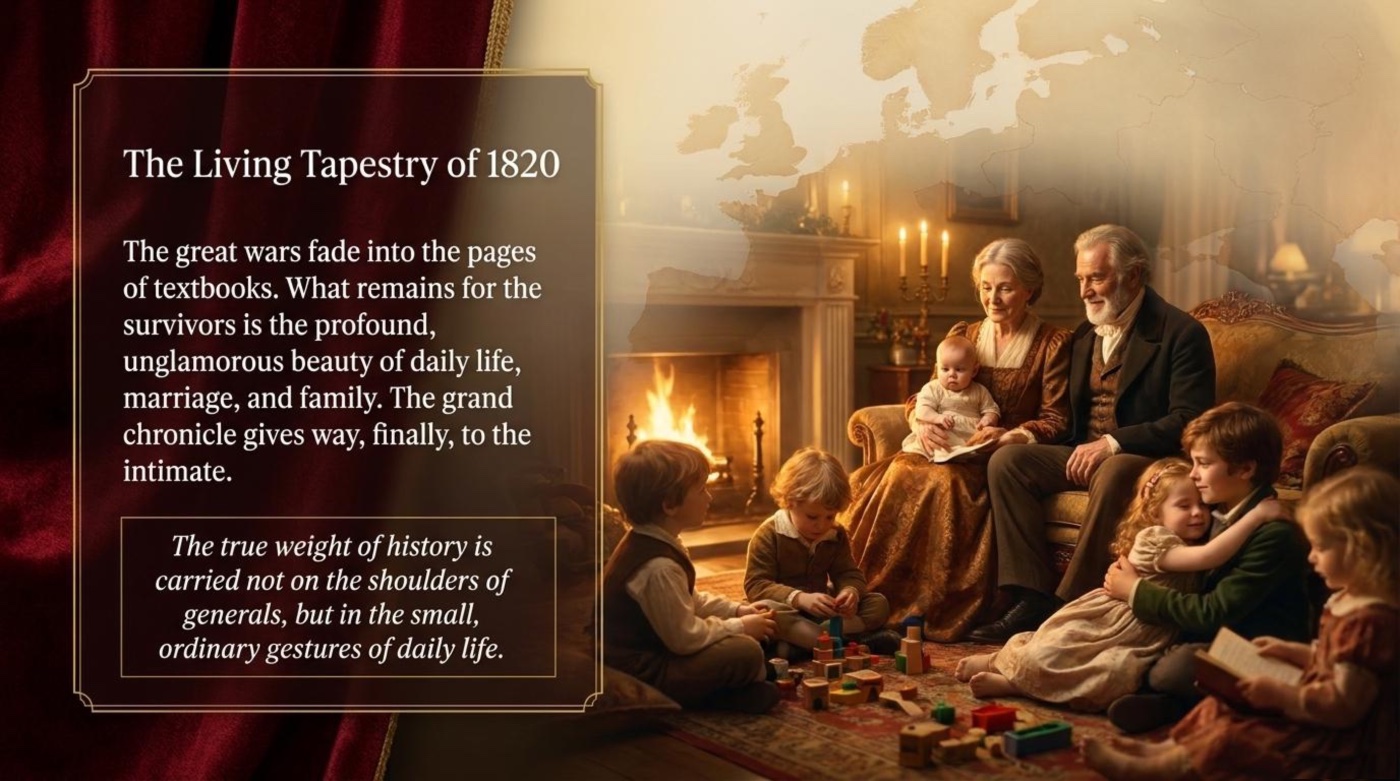 The Living Tapestry of 1820
The great wars fade into the pages
of textbooks. What remains for the
survivors is the profound,
unglamorous beauty of daily life,
marriage, and family. The grand
chronicle gives way, finally, to the
intimate.
The true weight of history is
carried not on the shoulders of
generals, but in the small,
ordinary gestures of daily life.